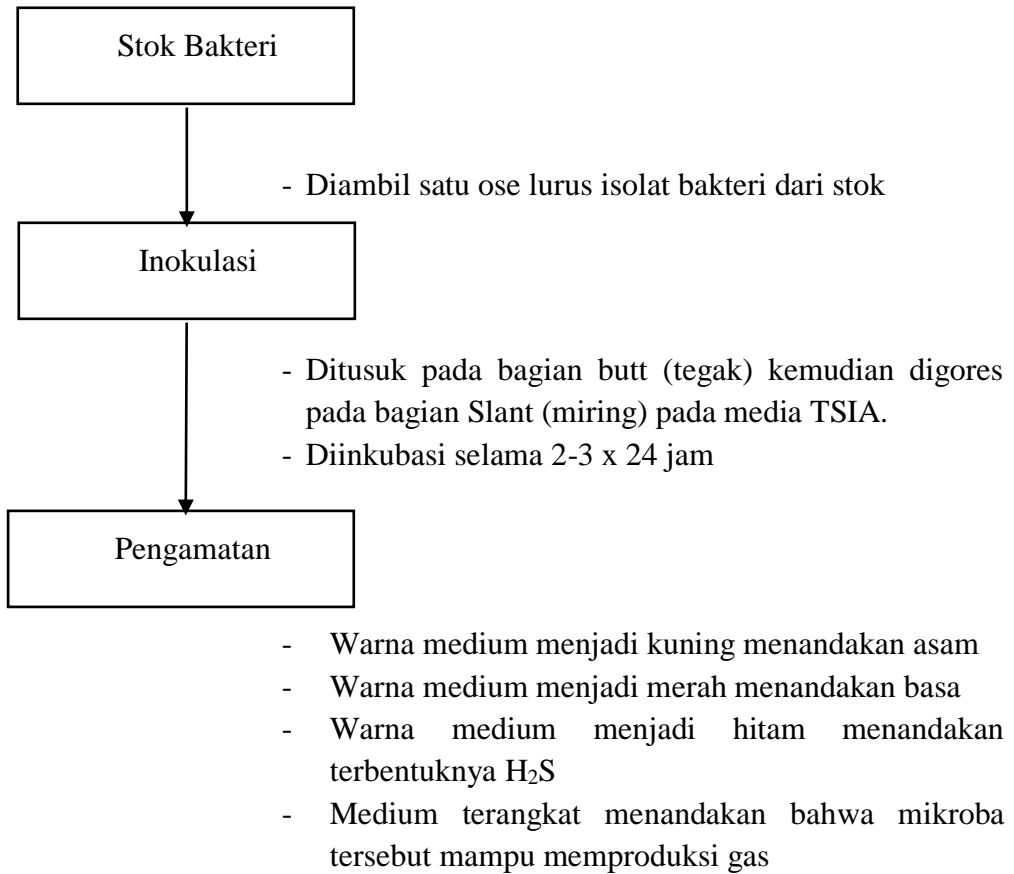 Stok Bakteri
- Diambil satu ose lurus isolat bakteri dari stok
Inokulasi
- Ditusuk pada bagian butt (tegak) kemudian digores
pada bagian Slant (miring) pada media TSIA.
- Diinkubasi selama 2-3 x 24 jam
Pengamatan
- Warna medium menjadi kuning menandakan asam
- Warna medium menjadi merah menandakan basa
- Warna medium menjadi hitam menandakan
terbentuknya H₂S
- Medium terangkat menandakan bahwa mikroba
tersebut mampu memproduksi gas